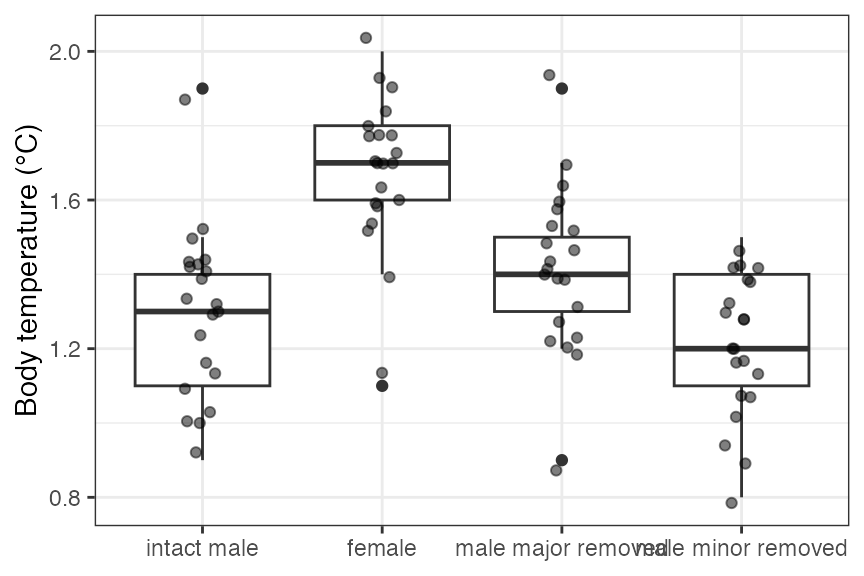 Body temperature (°C)
2.0
1.6
1.2
0.8
intact male
female
male major removed
male minor removed